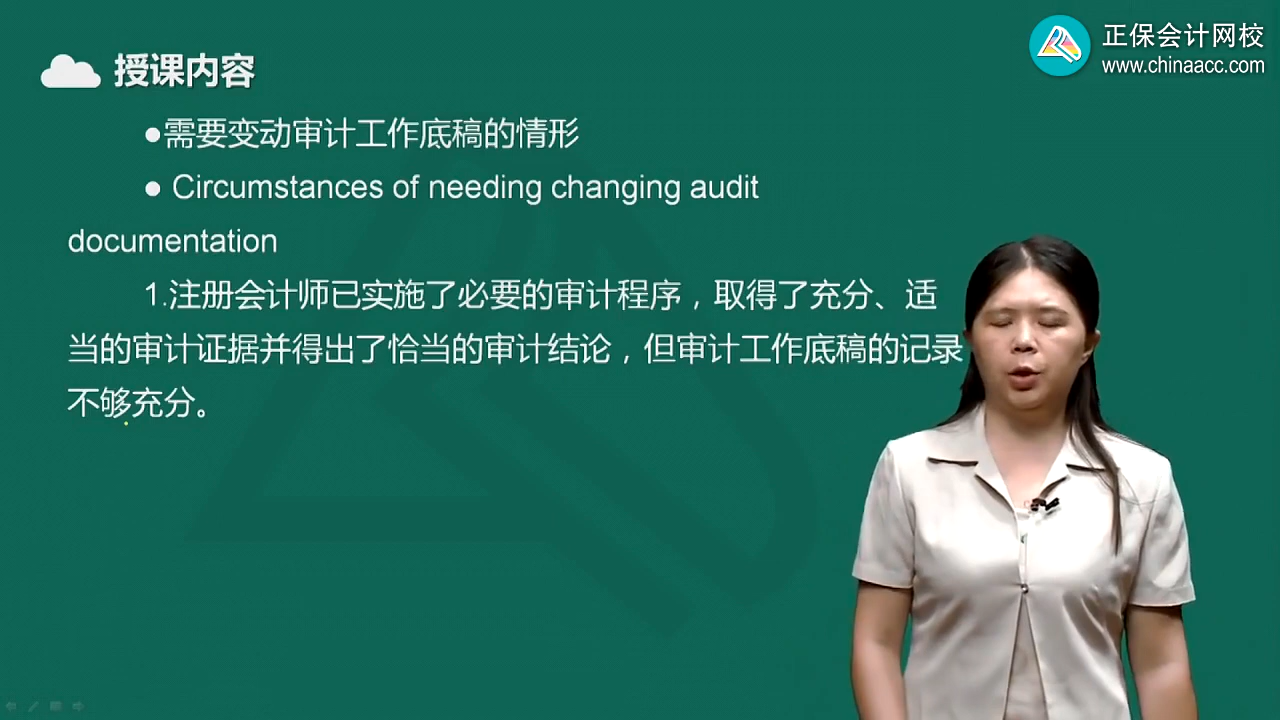 正保会计网校
www.chinaacc.com
授课内容
●需要变动审计工作底稿的情形
● Circumstances of needing changing audit
documentation
1.注册会计师已实施了必要的审计程序，取得了充分、适
当的审计证据并得出了恰当的审计结论，但审计工作底稿的记录
不够充分。